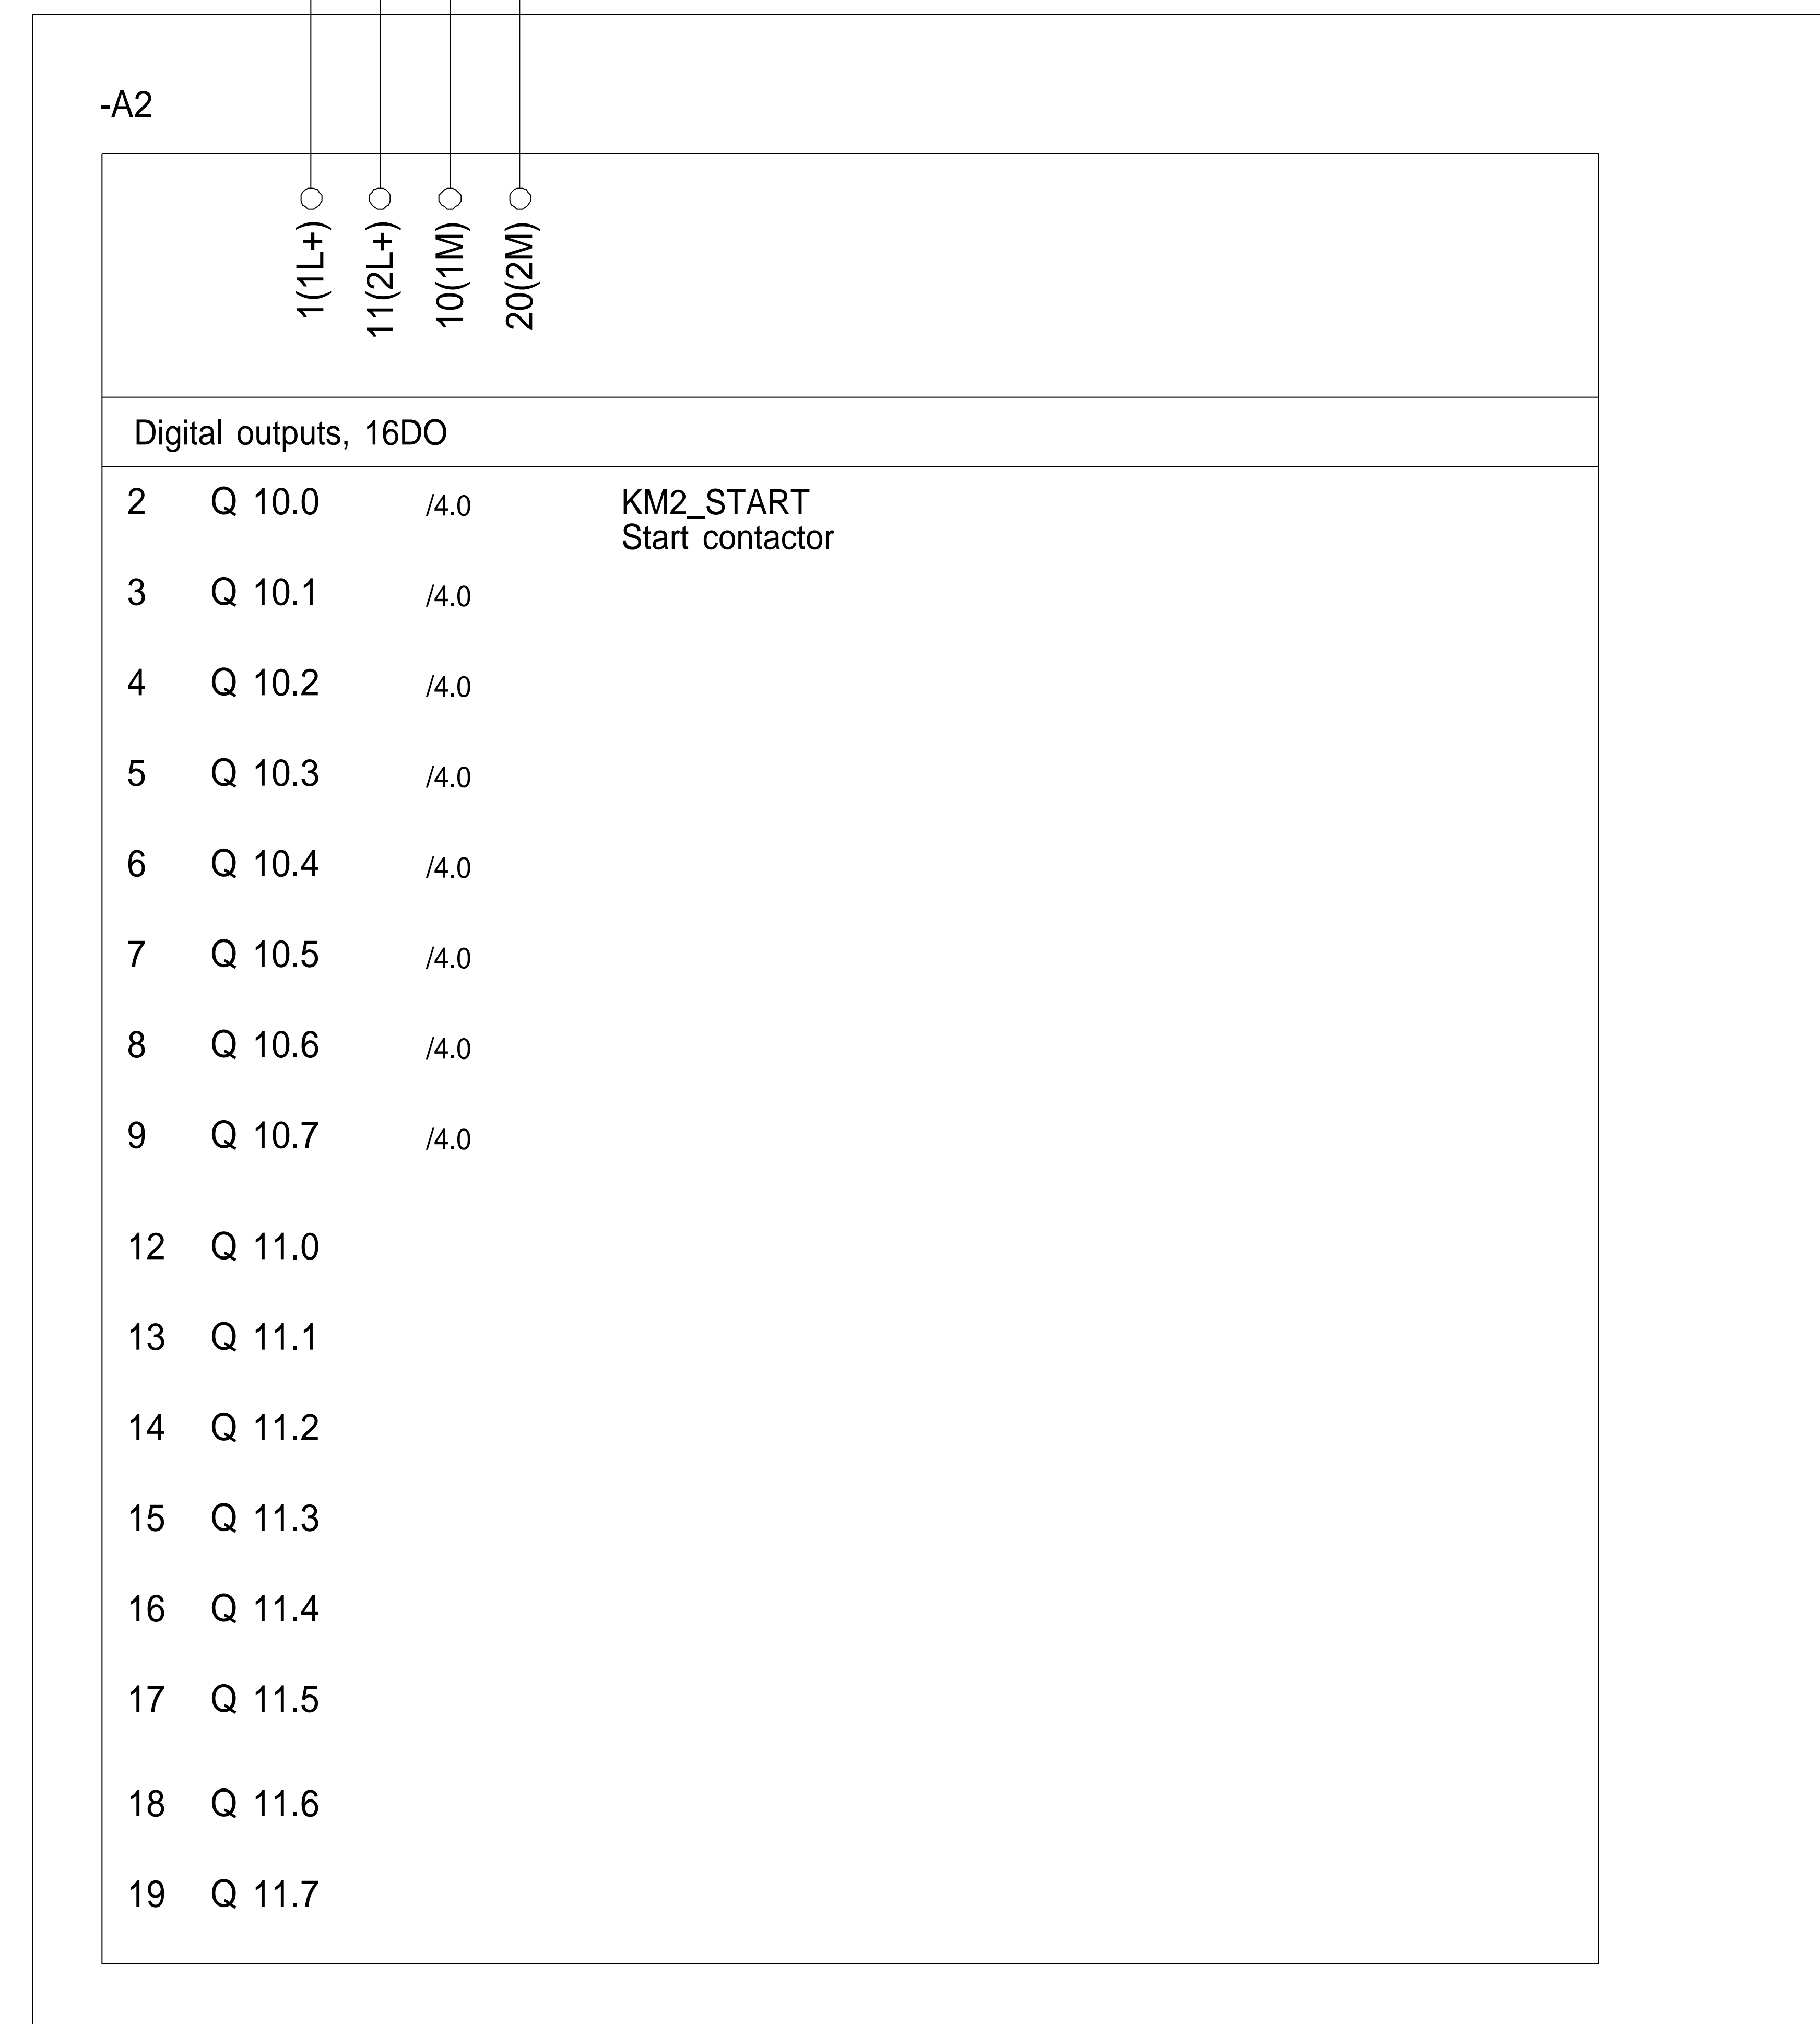 -A2
1(1L+) 11(2L+) 10(1M) 20(2M)
Digital outputs, 16DO
2 Q 10.0 /4.0 KM2_START
Start contactor
3 Q 10.1 /4.0
4 Q 10.2 /4.0
5 Q 10.3 /4.0
6 Q 10.4 /4.0
7 Q 10.5 /4.0
8 Q 10.6 /4.0
9 Q 10.7 /4.0
12 Q 11.0
13 Q 11.1
14 Q 11.2
15 Q 11.3
16 Q 11.4
17 Q 11.5
18 Q 11.6
19 Q 11.7